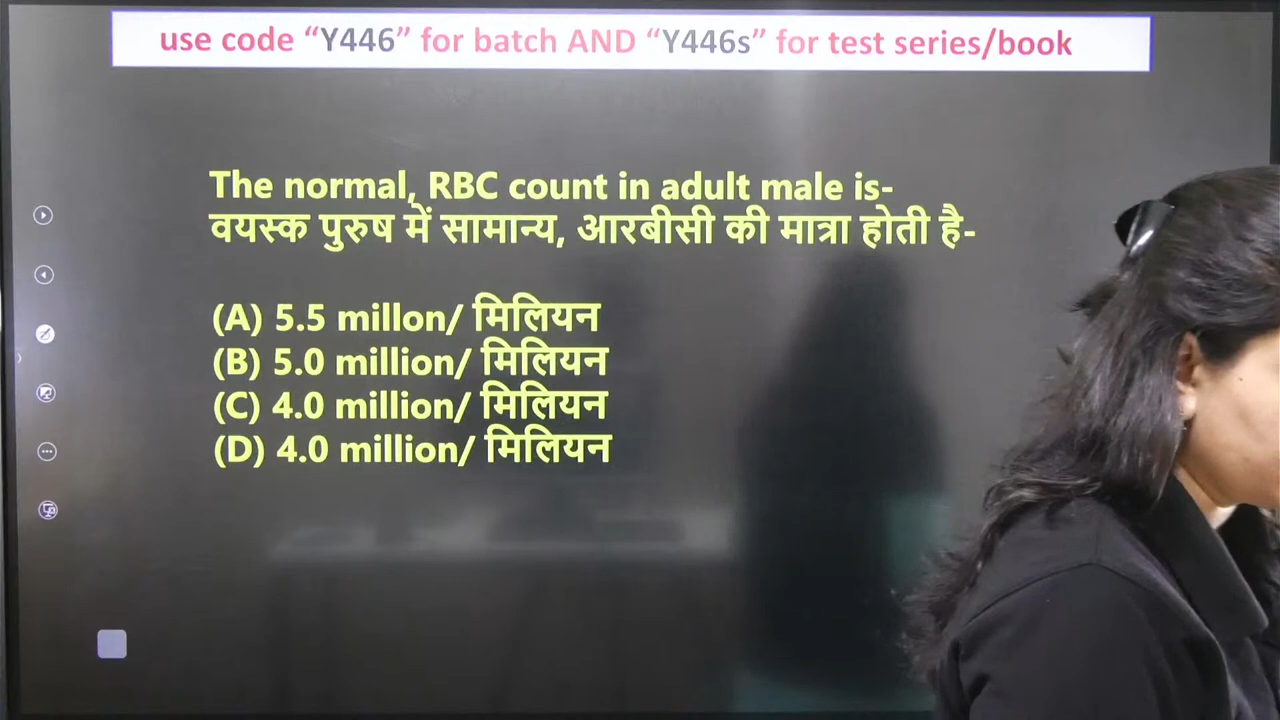 use code “Y446” for batch AND “Y446s” for test series/book
The normal, RBC count in adult male is-
वयस्क पुरुष में सामान्य, आरबीसी की मात्रा होती है-
(A) 5.5 millon/ मिलियन
(B) 5.0 million/ मिलियन
(C) 4.0 million/ मिलियन
(D) 4.0 million/ मिलियन